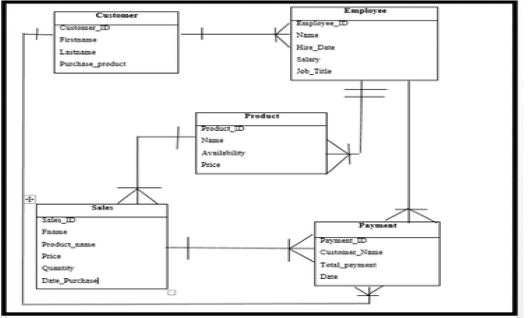 Customer
Customer_ID
Firstname
Lastname
Purchase_product
Employee
Employee_ID
Name
Hire_Date
Salary
Job_Title
Product
Product_ID
Name
Availability
Price
Sales
Sales_ID
Fname
Product_name
Price
Quantity
Date_Purchase
Payment
Payment_ID
Customer_Name
Total_payment
Date